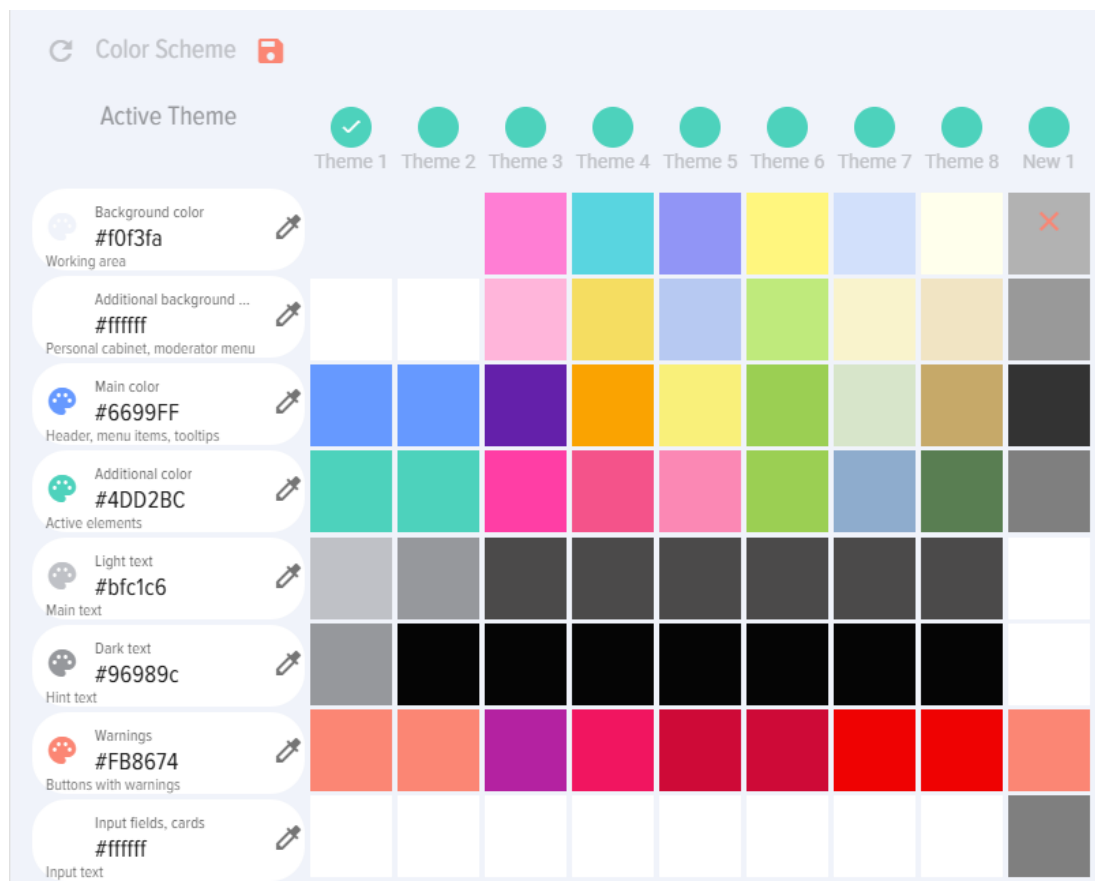 Color Scheme
Active Theme
Theme 1 Theme 2 Theme 3 Theme 4 Theme 5 Theme 6 Theme 7 Theme 8 New 1
Background color
#f0f3fa
Working area
Additional background ...
#ffffff
Personal cabinet, moderator menu
Main color
#6699FF
Header, menu items, tooltips
Additional color
#4DD2BC
Active elements
Light text
#bfc1c6
Main text
Dark text
#96989c
Hint text
Warnings
#FB8674
Buttons with warnings
Input fields, cards
#ffffff
Input text